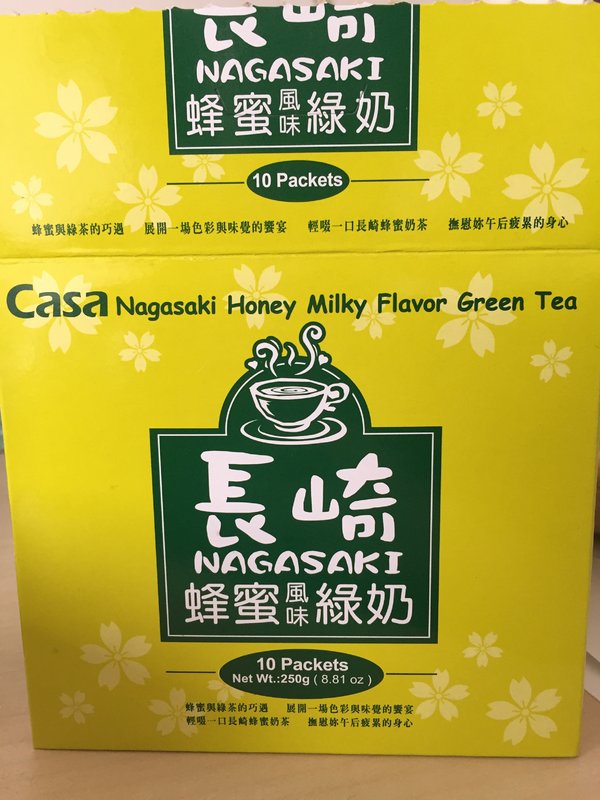 長崎
NAGASAKI
蜂蜜風味綠奶
10 Packets
蜂蜜與綠茶的巧遇 展開一場色彩與味覺的饗宴 輕啜一口長崎蜂蜜奶茶 撫慰妳午后疲累的身心
Casa Nagasaki Honey Milky Flavor Green Tea
長崎
NAGASAKI
蜂蜜風味綠奶
10 Packets
Net Wt.:250g ( 8.81 oz )
蜂蜜與綠茶的巧遇 展開一場色彩與味覺的饗宴
輕啜一口長崎蜂蜜奶茶 撫慰妳午后疲累的身心